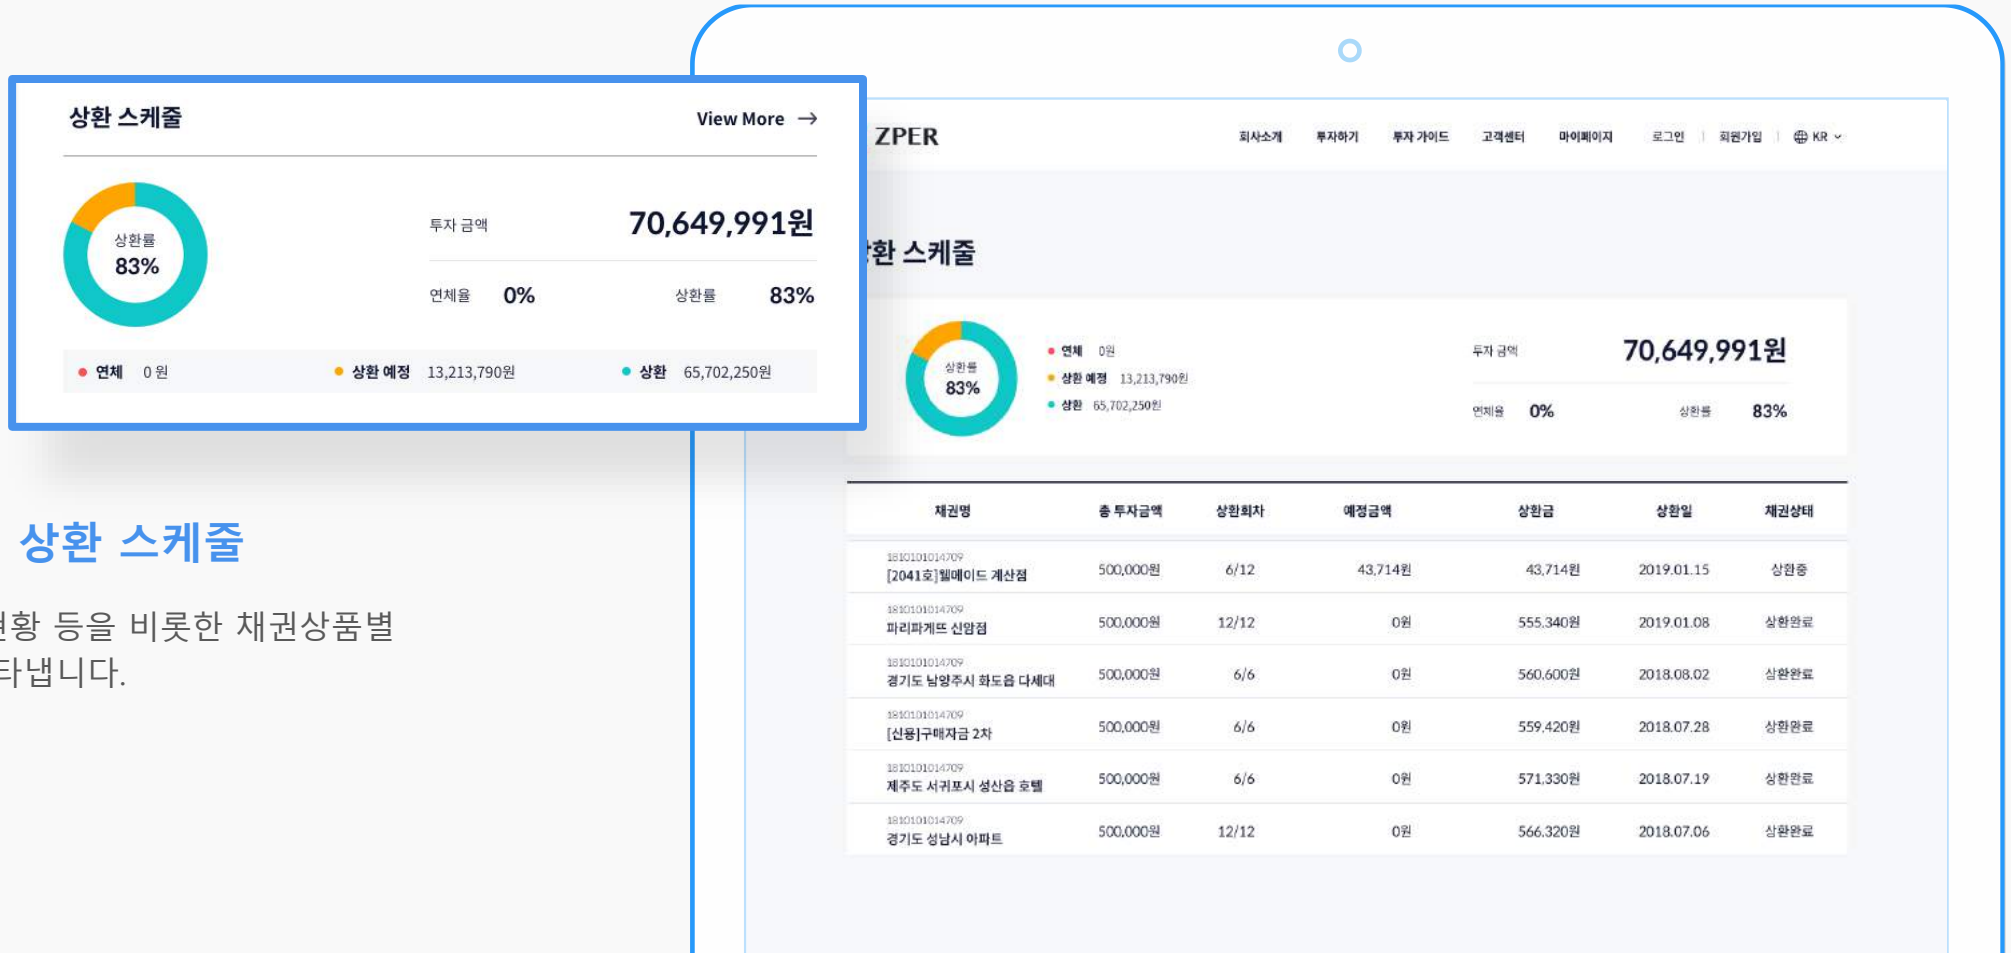 상환 스케줄
View More →
상환률
83%
투자 금액
70,649,991원
연체율 0%
상환률 83%
연체 0 원
상환 예정 13,213,790원
상환 65,702,250원
상환 스케줄
현황 등을 비롯한 채권상품별
타냅니다.
ZPER
회사소개 투자하기 투자 가이드 고객센터 마이페이지 로그인 회원가입 KR
환 스케줄
상환률
83%
연체 0원
상환 예정 13,213,790원
상환 65,702,250원
투자 금액 70,649,991원
연체율 0% 상환률 83%
채권명 총 투자금액 상환회차 예정금액 상환금 상환일 채권상태
1810101014709
[2041호]웰메이드 계산점 500,000원 6/12 43,714원 43,714원 2019.01.15 상환중
1810101014709
파리파게뜨 신암점 500,000원 12/12 0원 555.340원 2019.01.08 상환완료
1810101014709
경기도 남양주시 화도읍 다세대 500,000원 6/6 0원 560.600원 2018.08.02 상환완료
1810101014709
[신용]구매자금 2차 500,000원 6/6 0원 559.420원 2018.07.28 상환완료
1810101014709
제주도 서귀포시 성산읍 호텔 500,000원 6/6 0원 571,330원 2018.07.19 상환완료
1810101014709
경기도 성남시 아파트 500,000원 12/12 0원 566.320원 2018.07.06 상환완료